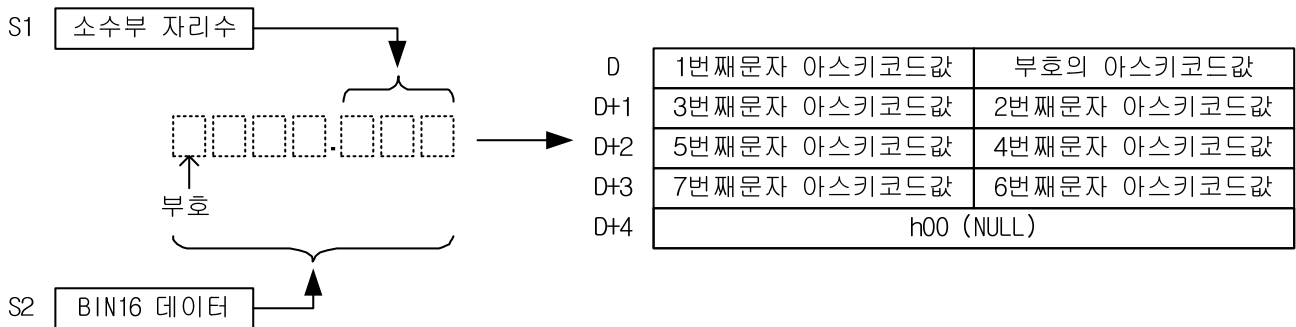 S1 소수부 자리수
부호
S2 BIN16 데이터
D 1번째문자 아스키코드값 부호의 아스키코드값
D+1 3번째문자 아스키코드값 2번째문자 아스키코드값
D+2 5번째문자 아스키코드값 4번째문자 아스키코드값
D+3 7번째문자 아스키코드값 6번째문자 아스키코드값
D+4 h00 (NULL)